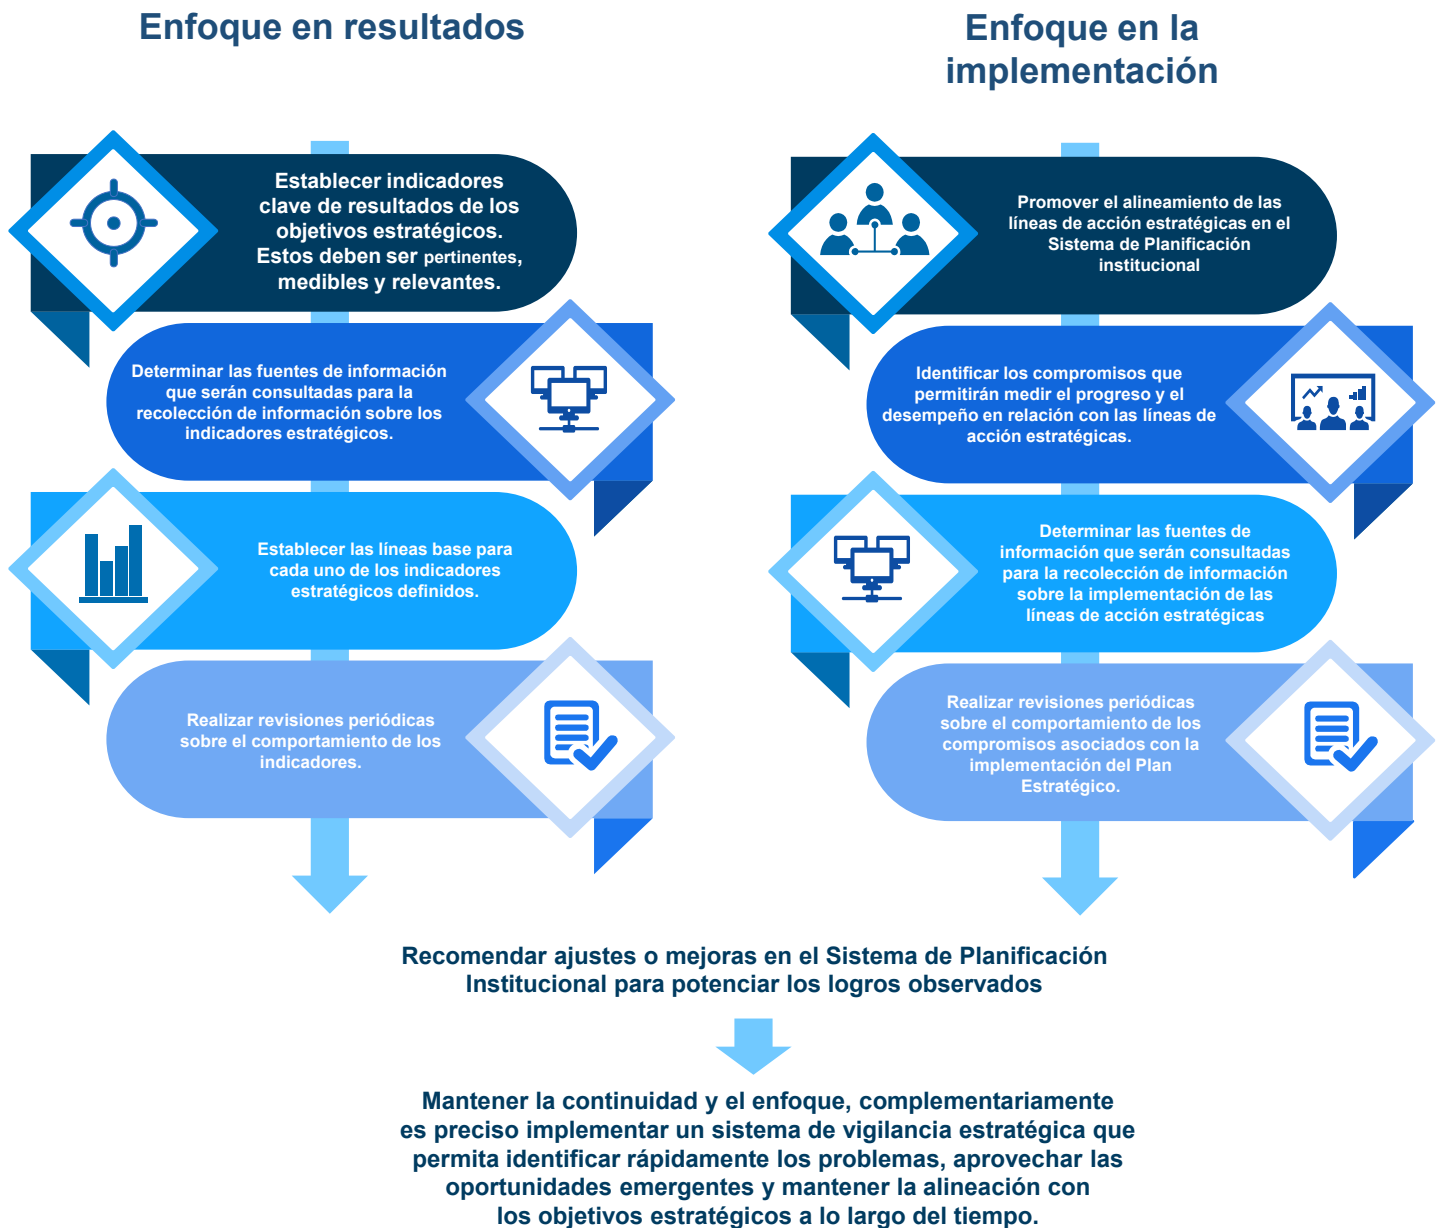 Enfoque en resultados
Establecer indicadores
clave de resultados de los
objetivos estratégicos.
Estos deben ser pertinentes,
medibles y relevantes.
Determinar las fuentes de información
que serán consultadas para la
recolección de información sobre los
indicadores estratégicos.
Establecer las líneas base para
cada uno de los indicadores
estratégicos definidos.
Realizar revisiones periódicas
sobre el comportamiento de los
indicadores.
Enfoque en la
implementación
Promover el alineamiento de las
líneas de acción estratégicas en el
Sistema de Planificación
institucional
Identificar los compromisos que
permitirán medir el progreso y el
desempeño en relación con las líneas de
acción estratégicas.
Determinar las fuentes de
información que serán consultadas
para la recolección de información
sobre la implementación de las
líneas de acción estratégicas
Realizar revisiones periódicas
sobre el comportamiento de los
compromisos asociados con la
implementación del Plan
Estratégico.
Recomendar ajustes o mejoras en el Sistema de Planificación
Institucional para potenciar los logros observados
Mantener la continuidad y el enfoque, complementariamente
es preciso implementar un sistema de vigilancia estratégica que
permita identificar rápidamente los problemas, aprovechar las
oportunidades emergentes y mantener la alineación con
los objetivos estratégicos a lo largo del tiempo.